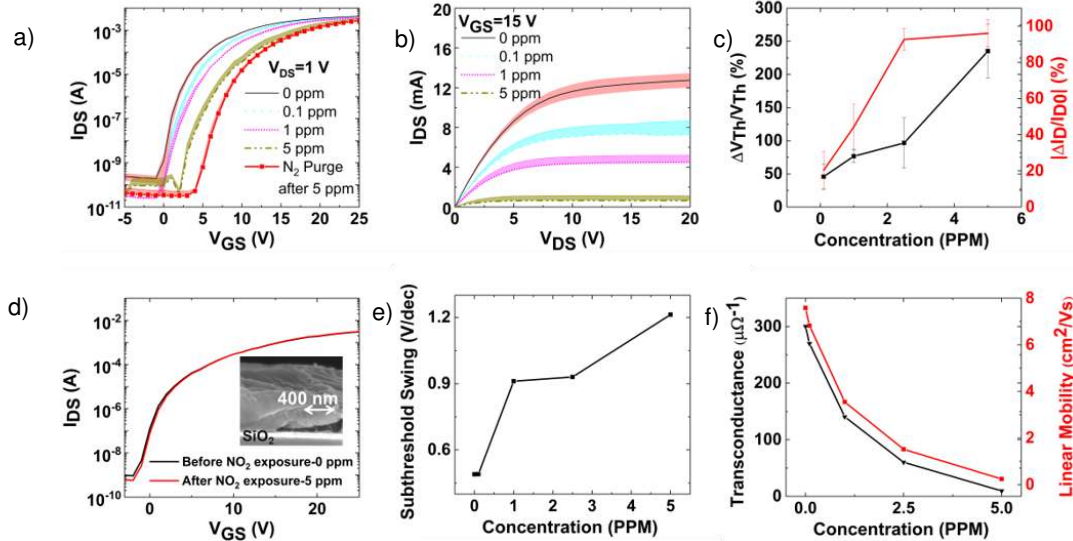 a)
10⁻³
10⁻⁵
10⁻⁷
10⁻⁹
10⁻¹¹
I_DS (A)
V_DS=1 V
0 ppm
0.1 ppm
1 ppm
5 ppm
N₂ Purge
after 5 ppm
-5 0 5 10 15 20 25
V_GS (V)
b)
20
15
10
5
0
I_DS (mA)
V_GS=15 V
0 ppm
0.1 ppm
1 ppm
5 ppm
0 5 10 15 20
V_DS (V)
c)
300
250
200
150
100
50
0
ΔV_Th/V_Th (%)
100
80
60
40
20
0
|ΔI_D/I_D0| (%)
0 2 4 6
Concentration (PPM)
d)
10⁻²
10⁻⁴
10⁻⁶
10⁻⁸
10⁻¹⁰
I_DS (A)
400 nm
SiO₂
Before NO₂ exposure-0 ppm
After NO₂ exposure-5 ppm
0 10 20
V_GS (V)
e)
1.2
0.9
0.6
Subthreshold Swing (V/dec)
0 1 2 3 4 5
Concentration (PPM)
f)
300
200
100
0
Transconductance (μΩ⁻¹)
8
6
4
2
0
Linear Mobility (cm²/Vs)
0.0 2.5 5.0
Concentration (PPM)